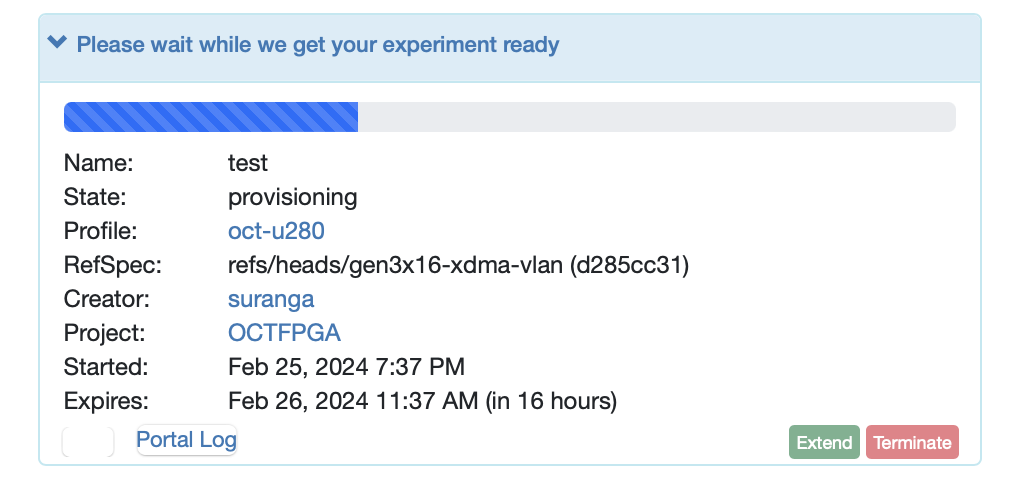 Please wait while we get your experiment ready
Name: test
State: provisioning
Profile: oct-u280
RefSpec: refs/heads/gen3x16-xdma-vlan (d285cc31)
Creator: suranga
Project: OCTFPGA
Started: Feb 25, 2024 7:37 PM
Expires: Feb 26, 2024 11:37 AM (in 16 hours)
Portal Log Extend Terminate